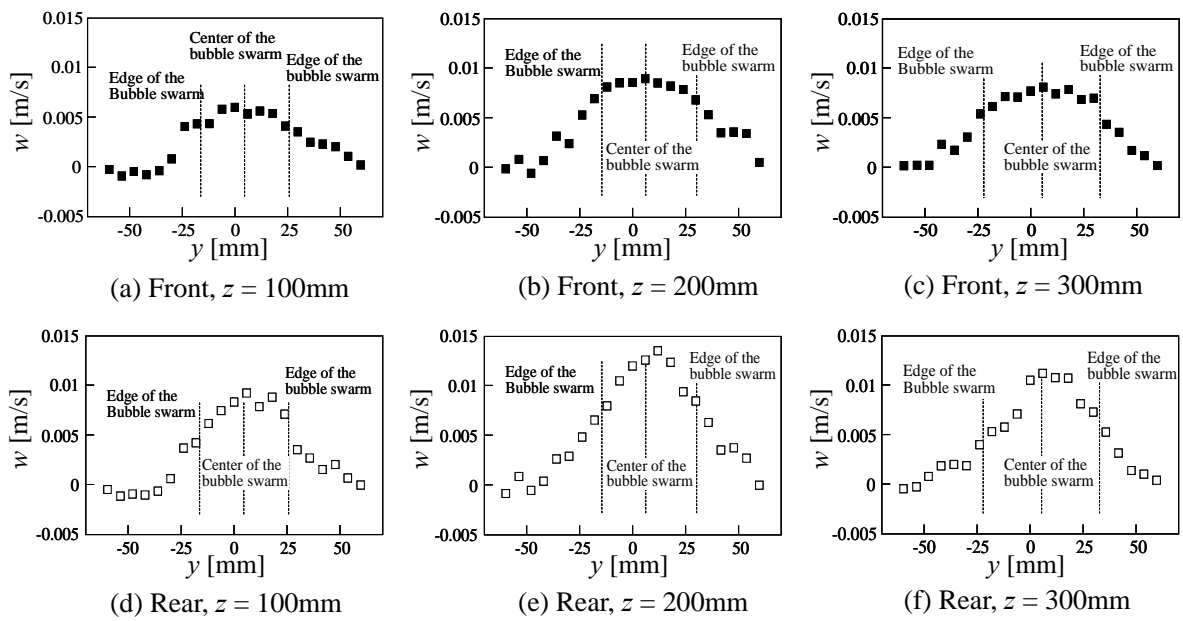 0.015
0.01
0.005
0
-0.005
w [m/s]
Edge of the
Bubble swarm
Center of the
bubble swarm
Edge of the
bubble swarm
-50 -25 0 25 50
y [mm]
(a) Front, z = 100mm
0.015
0.01
0.005
0
-0.005
w [m/s]
Edge of the
Bubble swarm
Center of the
bubble swarm
Edge of the
bubble swarm
-50 -25 0 25 50
y [mm]
(b) Front, z = 200mm
0.015
0.01
0.005
0
-0.005
w [m/s]
Edge of the
Bubble swarm
Center of the
bubble swarm
Edge of the
bubble swarm
-50 -25 0 25 50
y [mm]
(c) Front, z = 300mm
0.015
0.01
0.005
0
-0.005
w [m/s]
Edge of the
Bubble swarm
Center of the
bubble swarm
Edge of the
bubble swarm
-50 -25 0 25 50
y [mm]
(d) Rear, z = 100mm
0.015
0.01
0.005
0
-0.005
w [m/s]
Edge of the
Bubble swarm
Center of the
bubble swarm
Edge of the
bubble swarm
-50 -25 0 25 50
y [mm]
(e) Rear, z = 200mm
0.015
0.01
0.005
0
-0.005
w [m/s]
Edge of the
Bubble swarm
Center of the
bubble swarm
Edge of the
bubble swarm
-50 -25 0 25 50
y [mm]
(f) Rear, z = 300mm